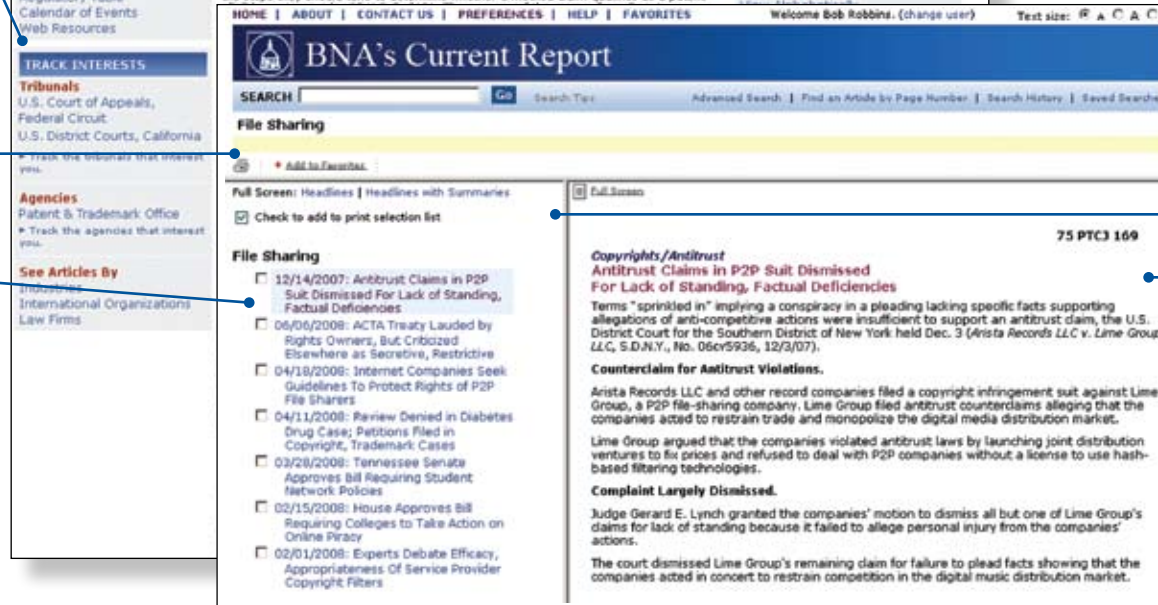 Calendar of Events
Web Resources
TRACK INTERESTS
Tribunals
U.S. Court of Appeals,
Federal Circuit
U.S. District Courts, California
▸ Track the tribunals that interest
you.
Agencies
Patent & Trademark Office
▸ Track the agencies that interest
you.
See Articles By
Industries
International Organizations
Law Firms
HOME | ABOUT | CONTACT US | PREFERENCES | HELP | FAVORITES Welcome Bob Robbins. (change user) Text size: A A
BNA's Current Report
SEARCH Go Search Tips Advanced Search | Find an Article by Page Number | Search History | Saved Searche
File Sharing
Add to Favorites
Full Screen: Headlines | Headlines with Summaries
Check to add to print selection list
File Sharing
12/14/2007: Antitrust Claims in P2P
Suit Dismissed For Lack of Standing,
Factual Deficiencies
06/06/2008: ACTA Treaty Lauded by
Rights Owners, But Criticized
Elsewhere as Secretive, Restrictive
04/18/2008: Internet Companies Seek
Guidelines To Protect Rights of P2P
File Sharers
04/11/2008: Review Denied in Diabetes
Drug Case; Petitions Filed in
Copyright, Trademark Cases
03/28/2008: Tennessee Senate
Approves Bill Requiring Student
Network Policies
02/15/2008: House Approves Bill
Requiring Colleges to Take Action on
Online Piracy
02/01/2008: Experts Debate Efficacy,
Appropriateness Of Service Provider
Copyright Filters
Full Screen
75 PTCJ 169
Copyrights/Antitrust
Antitrust Claims in P2P Suit Dismissed
For Lack of Standing, Factual Deficiencies
Terms "sprinkled in" implying a conspiracy in a pleading lacking specific facts supporting
allegations of anti-competitive actions were insufficient to support an antitrust claim, the U.S.
District Court for the Southern District of New York held Dec. 3 (Arista Records LLC v. Lime Group
LLC, S.D.N.Y., No. 06cv5936, 12/3/07).
Counterclaim for Antitrust Violations.
Arista Records LLC and other record companies filed a copyright infringement suit against Lime
Group, a P2P file-sharing company. Lime Group filed antitrust counterclaims alleging that the
companies acted to restrain trade and monopolize the digital media distribution market.
Lime Group argued that the companies violated antitrust laws by launching joint distribution
ventures to fix prices and refused to deal with P2P companies without a license to use hash-
based filtering technologies.
Complaint Largely Dismissed.
Judge Gerard E. Lynch granted the companies' motion to dismiss all but one of Lime Group's
claims for lack of standing because it failed to allege personal injury from the companies'
actions.
The court dismissed Lime Group's remaining claim for failure to plead facts showing that the
companies acted in concert to restrain competition in the digital music distribution market.